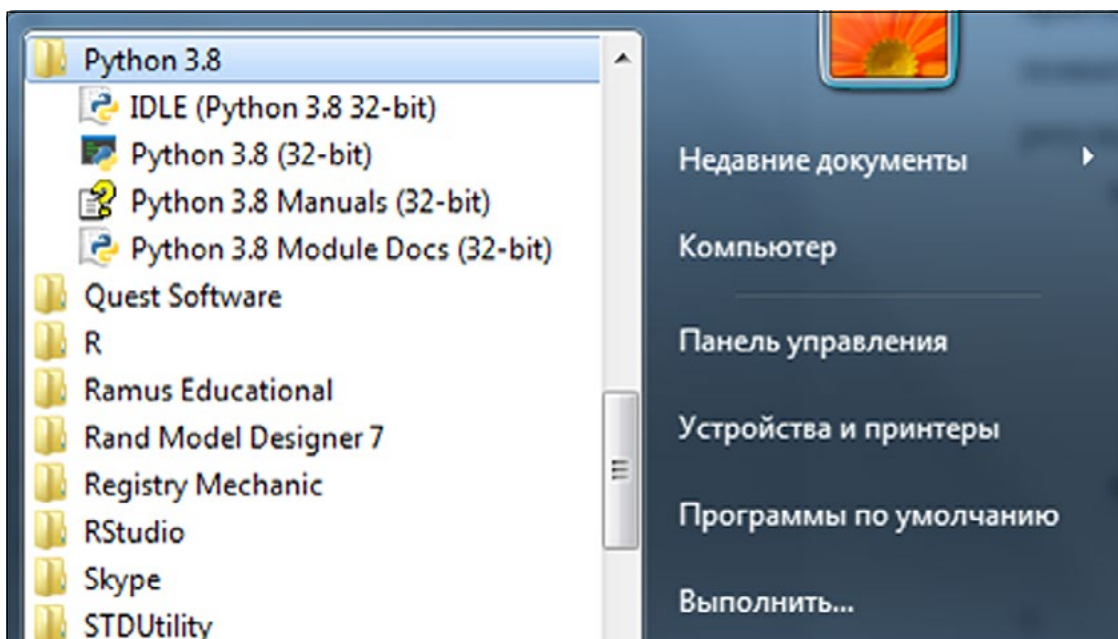 Python 3.8
IDLE (Python 3.8 32-bit)
Python 3.8 (32-bit)
Python 3.8 Manuals (32-bit)
Python 3.8 Module Docs (32-bit)
Quest Software
R
Ramus Educational
Rand Model Designer 7
Registry Mechanic
RStudio
Skype
STDUtility
Недавние документы
Компьютер
Панель управления
Устройства и принтеры
Программы по умолчанию
Выполнить...